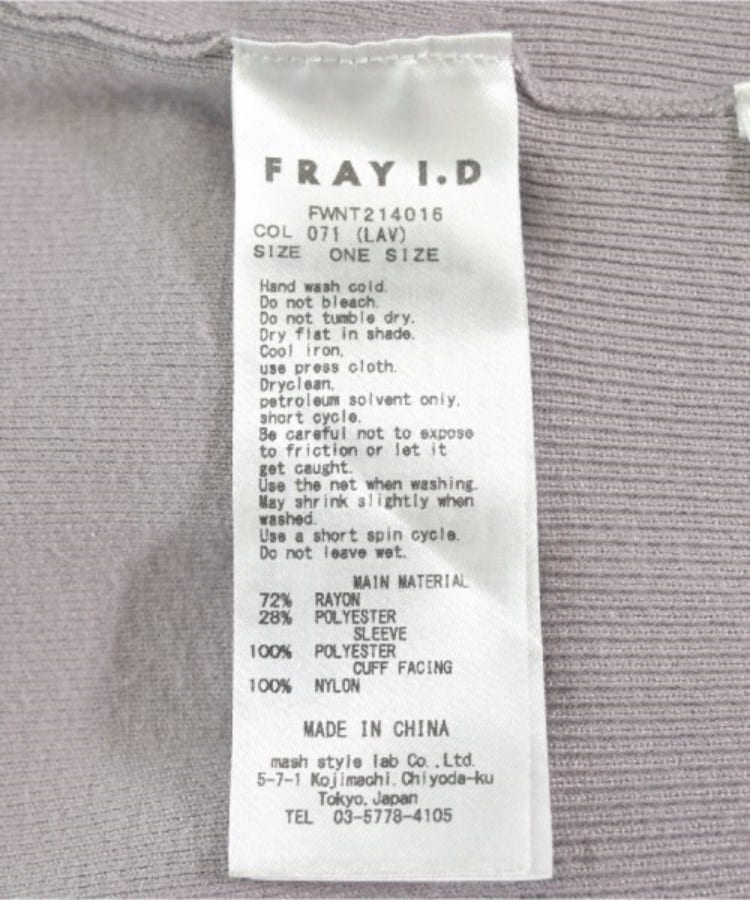 FRAY I.D
FWNT214016
COL 071 (LAV)
SIZE ONE SIZE
Hand wash cold.
Do not bleach.
Do not tumble dry.
Dry flat in shade.
Cool iron,
use press cloth.
Dryclean,
petroleum solvent only,
short cycle.
Be careful not to expose
to friction or let it
get caught.
Use the net when washing.
May shrink slightly when
washed.
Use a short spin cycle.
Do not leave wet.
MAIN MATERIAL
72% RAYON
28% POLYESTER
SLEEVE
100% POLYESTER
CUFF FACING
100% NYLON
MADE IN CHINA
mash style lab Co.,Ltd.
5-7-1 Kojimachi,Chiyoda-ku
Tokyo,Japan
TEL 03-5778-4105